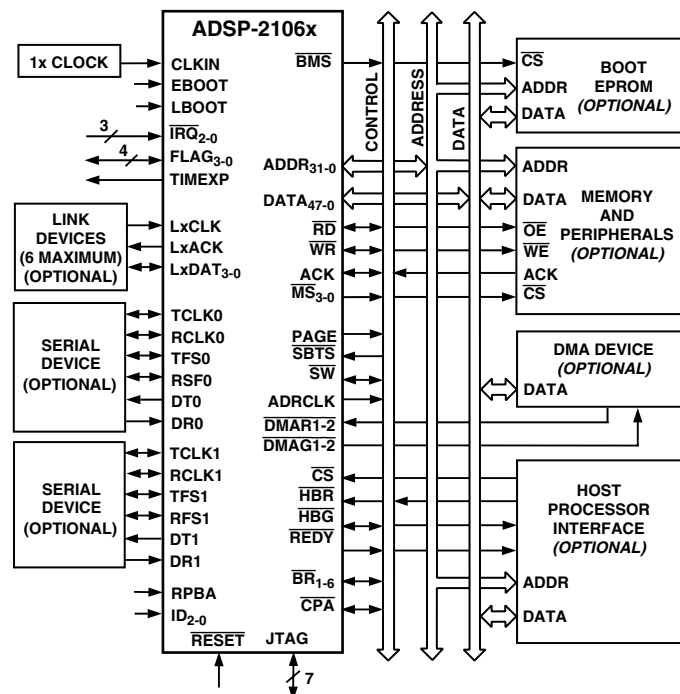 ADSP-2106x
1x CLOCK
CLKIN
EBOOT
LBOOT
3
IRQ2-0
4
FLAG3-0
TIMEXP
LINK
DEVICES
(6 MAXIMUM)
(OPTIONAL)
LxCLK
LxACK
LxDAT3-0
SERIAL
DEVICE
(OPTIONAL)
TCLK0
RCLK0
TFS0
RSF0
DT0
DR0
SERIAL
DEVICE
(OPTIONAL)
TCLK1
RCLK1
TFS1
RFS1
DT1
DR1
RPBA
ID2-0
RESET
JTAG
7
BMS
ADDR31-0
DATA47-0
RD
WR
ACK
MS3-0
PAGE
SBTS
SW
ADRCLK
DMAR1-2
DMAG1-2
CS
HBR
HBG
REDY
BR1-6
CPA
CONTROL
ADDRESS
DATA
CS
ADDR
DATA
BOOT
EPROM
(OPTIONAL)
ADDR
DATA
OE
WE
ACK
CS
MEMORY
AND
PERIPHERALS
(OPTIONAL)
DMA DEVICE
(OPTIONAL)
DATA
HOST
PROCESSOR
INTERFACE
(OPTIONAL)
ADDR
DATA